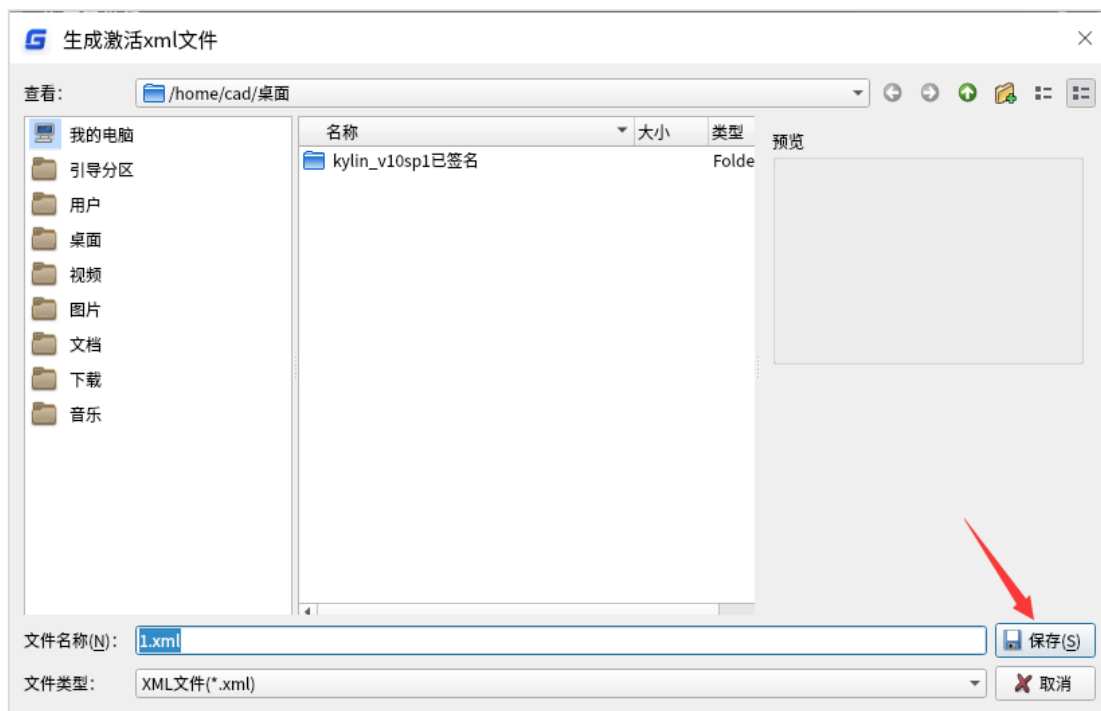 生成激活xml文件
查看:
/home/cad/桌面
我的电脑
引导分区
用户
桌面
视频
图片
文档
下载
音乐
名称 大小 类型
kylin_v10sp1已签名 Folde
预览
文件名称(N): 1.xml 保存(S)
文件类型: XML文件(*.xml) 取消